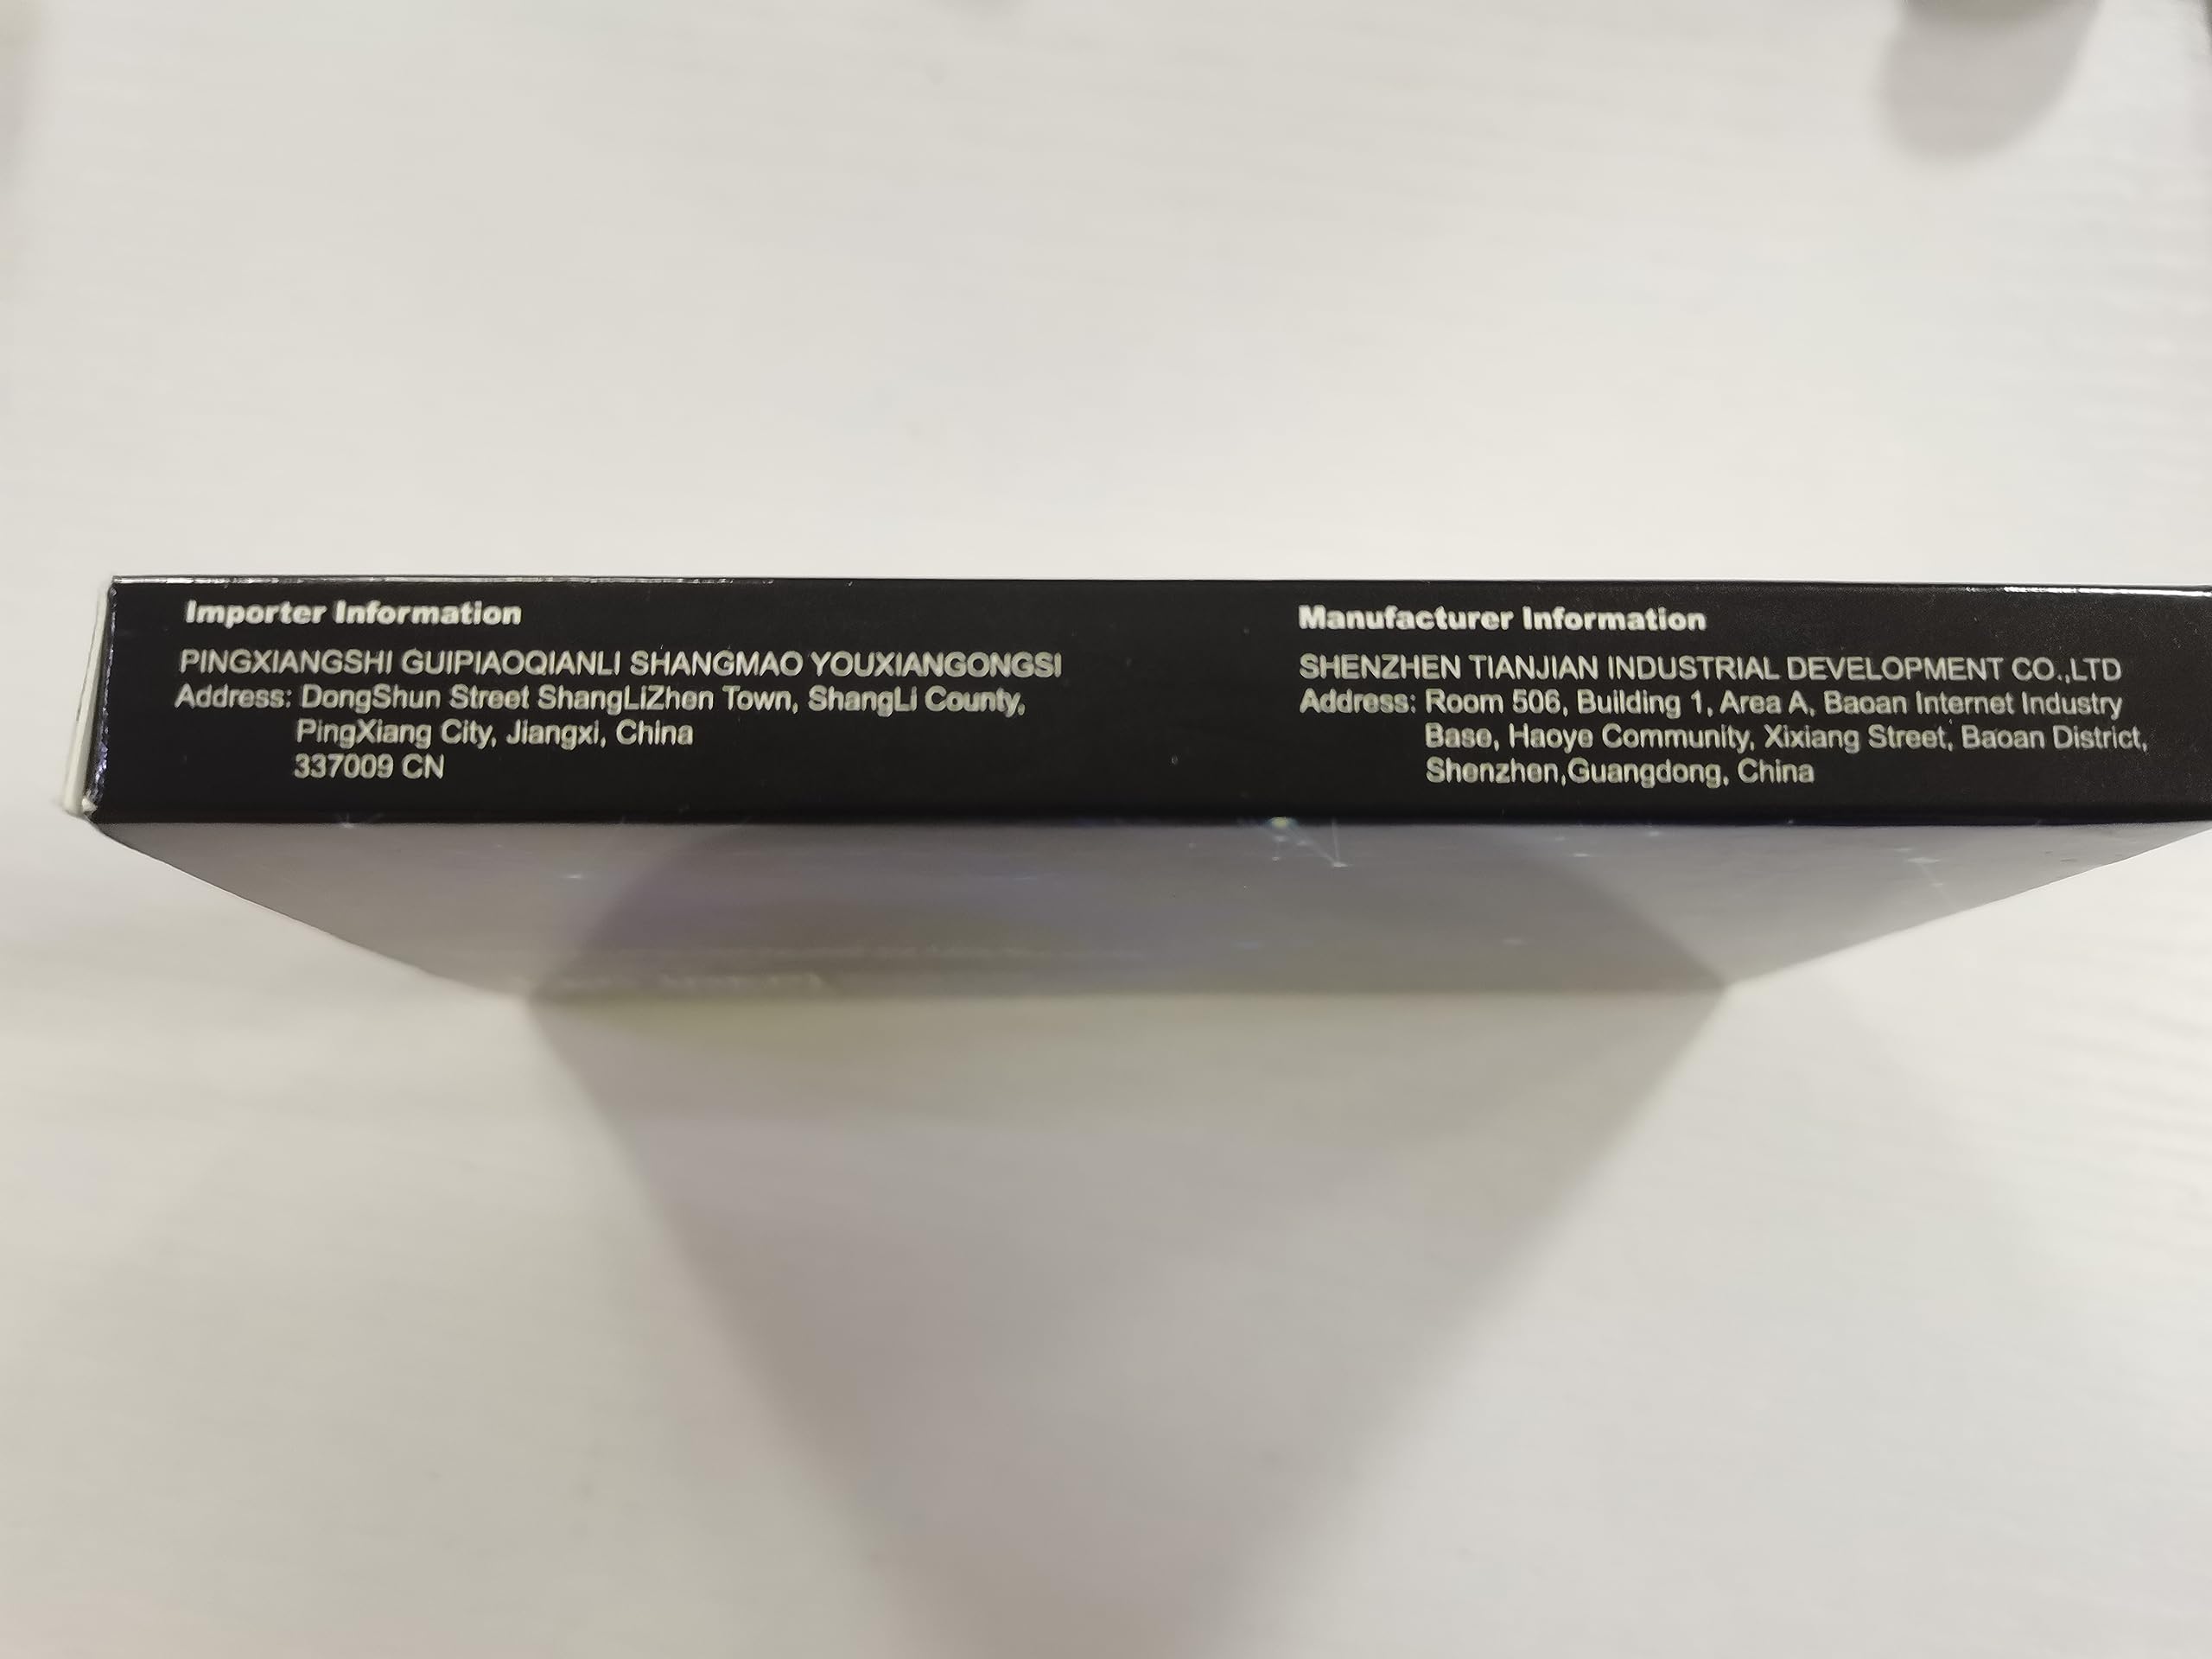 Importer Information
PINGXIANGSHI GUIPIAOQIANLI SHANGMAO YOUXIANGONGSI
Address: DongShun Street ShangLiZhen Town, ShangLi County,
PingXiang City, Jiangxi, China
337009 CN
Manufacturer Information
SHENZHEN TIANJIAN INDUSTRIAL DEVELOPMENT CO.,LTD
Address: Room 506, Building 1, Area A, Baoan Internet Industry
Base, Haoye Community, Xixiang Street, Baoan District,
Shenzhen,Guangdong, China